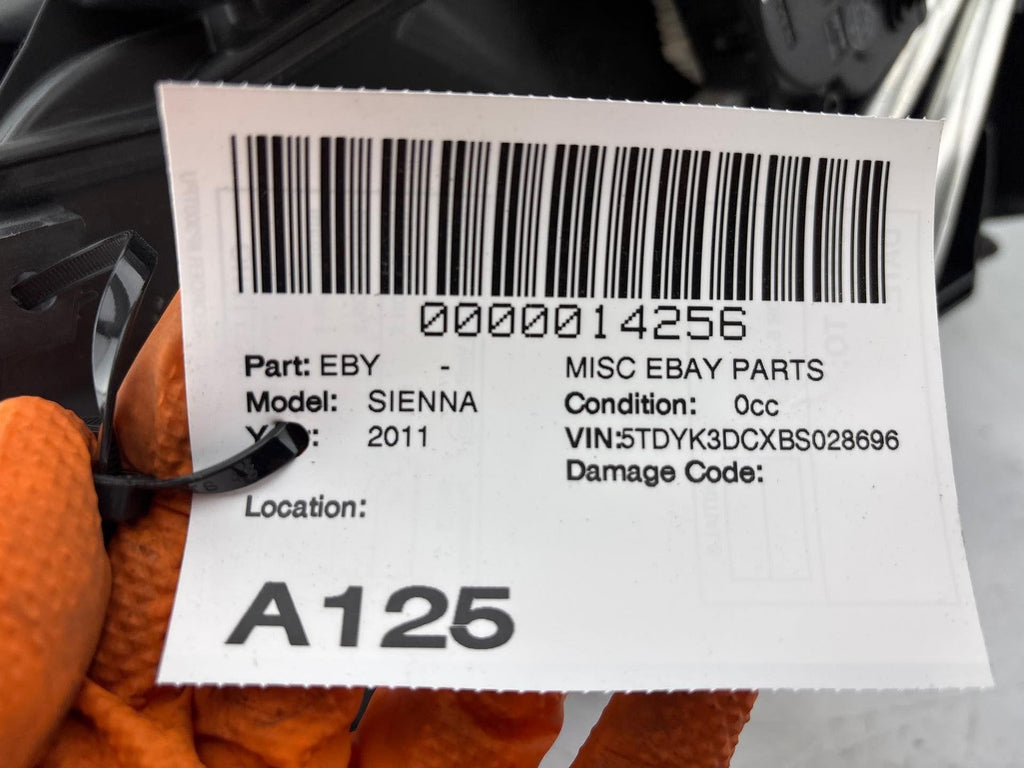 0000014256
Part: EBY - MISC EBAY PARTS
Model: SIENNA Condition: 0cc
2011 VIN:5TDYK3DCXBS028696
Damage Code:
Location:
A125